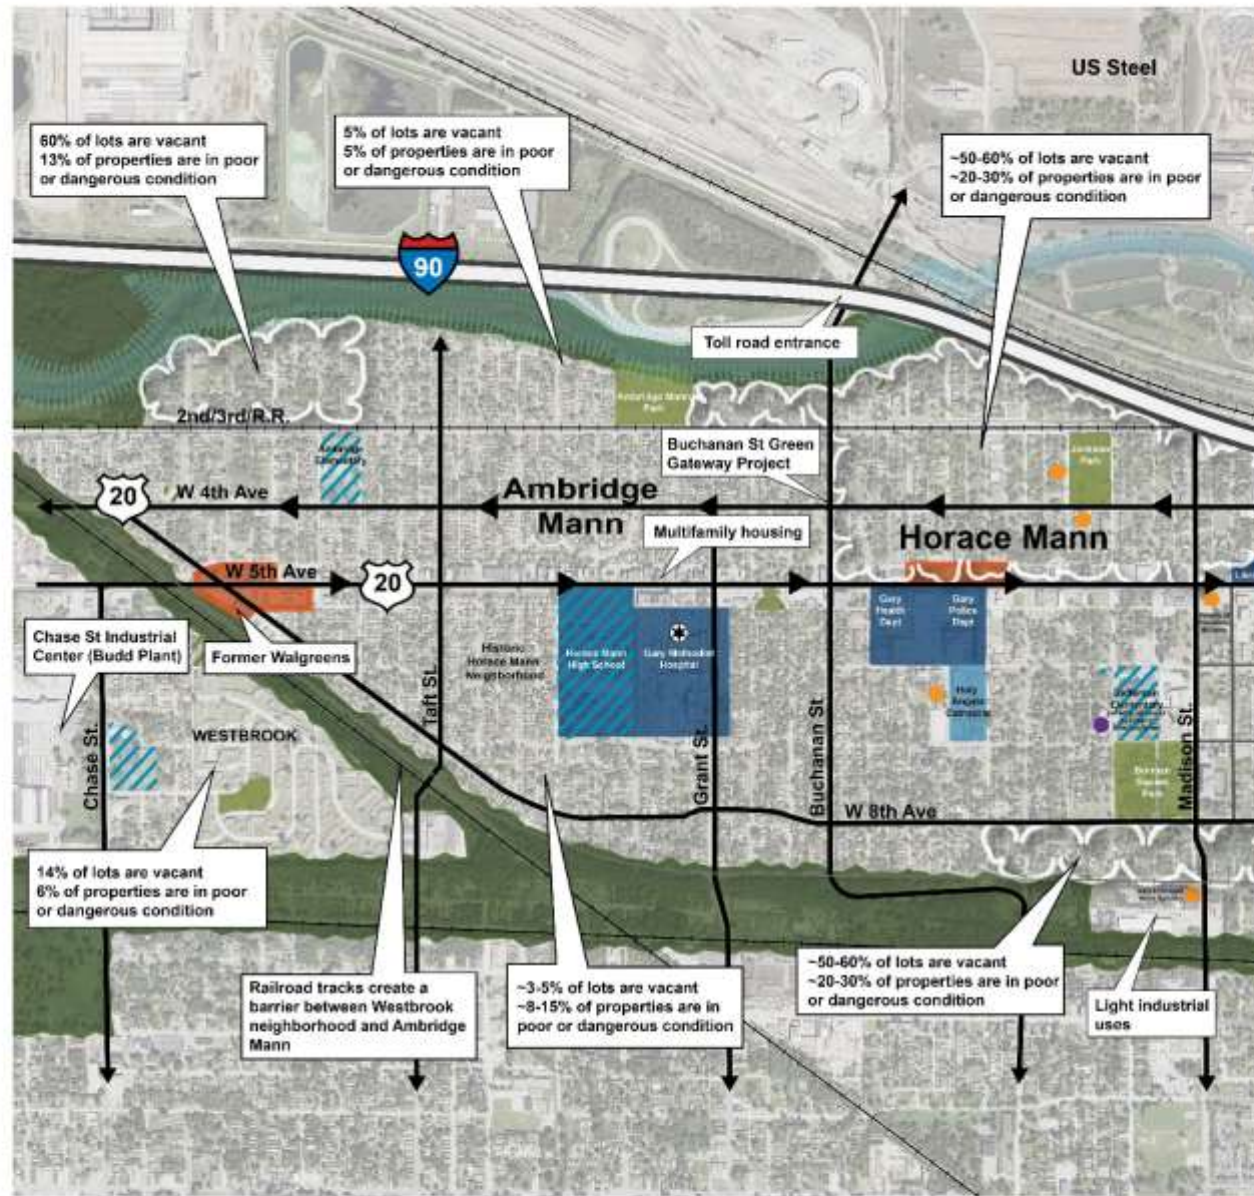 US Steel
60% of lots are vacant
13% of properties are in poor
or dangerous condition
5% of lots are vacant
5% of properties are in poor
or dangerous condition
~50-60% of lots are vacant
~20-30% of properties are in poor
or dangerous condition
90
Toll road entrance
2nd/3rd/R.R.
Park
Buchanan St Green
Gateway Project
Park
Elementary
20
W 4th Ave
Ambridge
Mann
Multifamily housing
Horace Mann
W 5th Ave
20
Chase St Industrial
Center (Budd Plant)
Former Walgreens
Historic
Horace Mann
Neighborhood
Horace Mann
High School
Gary Methodist
Hospital
Gary
Health
Dept
Gary
Police
Dept
Holy
Angels
Cathedral
Elementary
Park
Chase St.
WESTBROOK
Taft St.
Grant St.
Buchanan St
Madison St.
W 8th Ave
14% of lots are vacant
6% of properties are in poor
or dangerous condition
Railroad tracks create a
barrier between Westbrook
neighborhood and Ambridge
Mann
~3-5% of lots are vacant
~8-15% of properties are in
poor or dangerous condition
~50-60% of lots are vacant
~20-30% of properties are in poor
or dangerous condition
Light industrial
uses